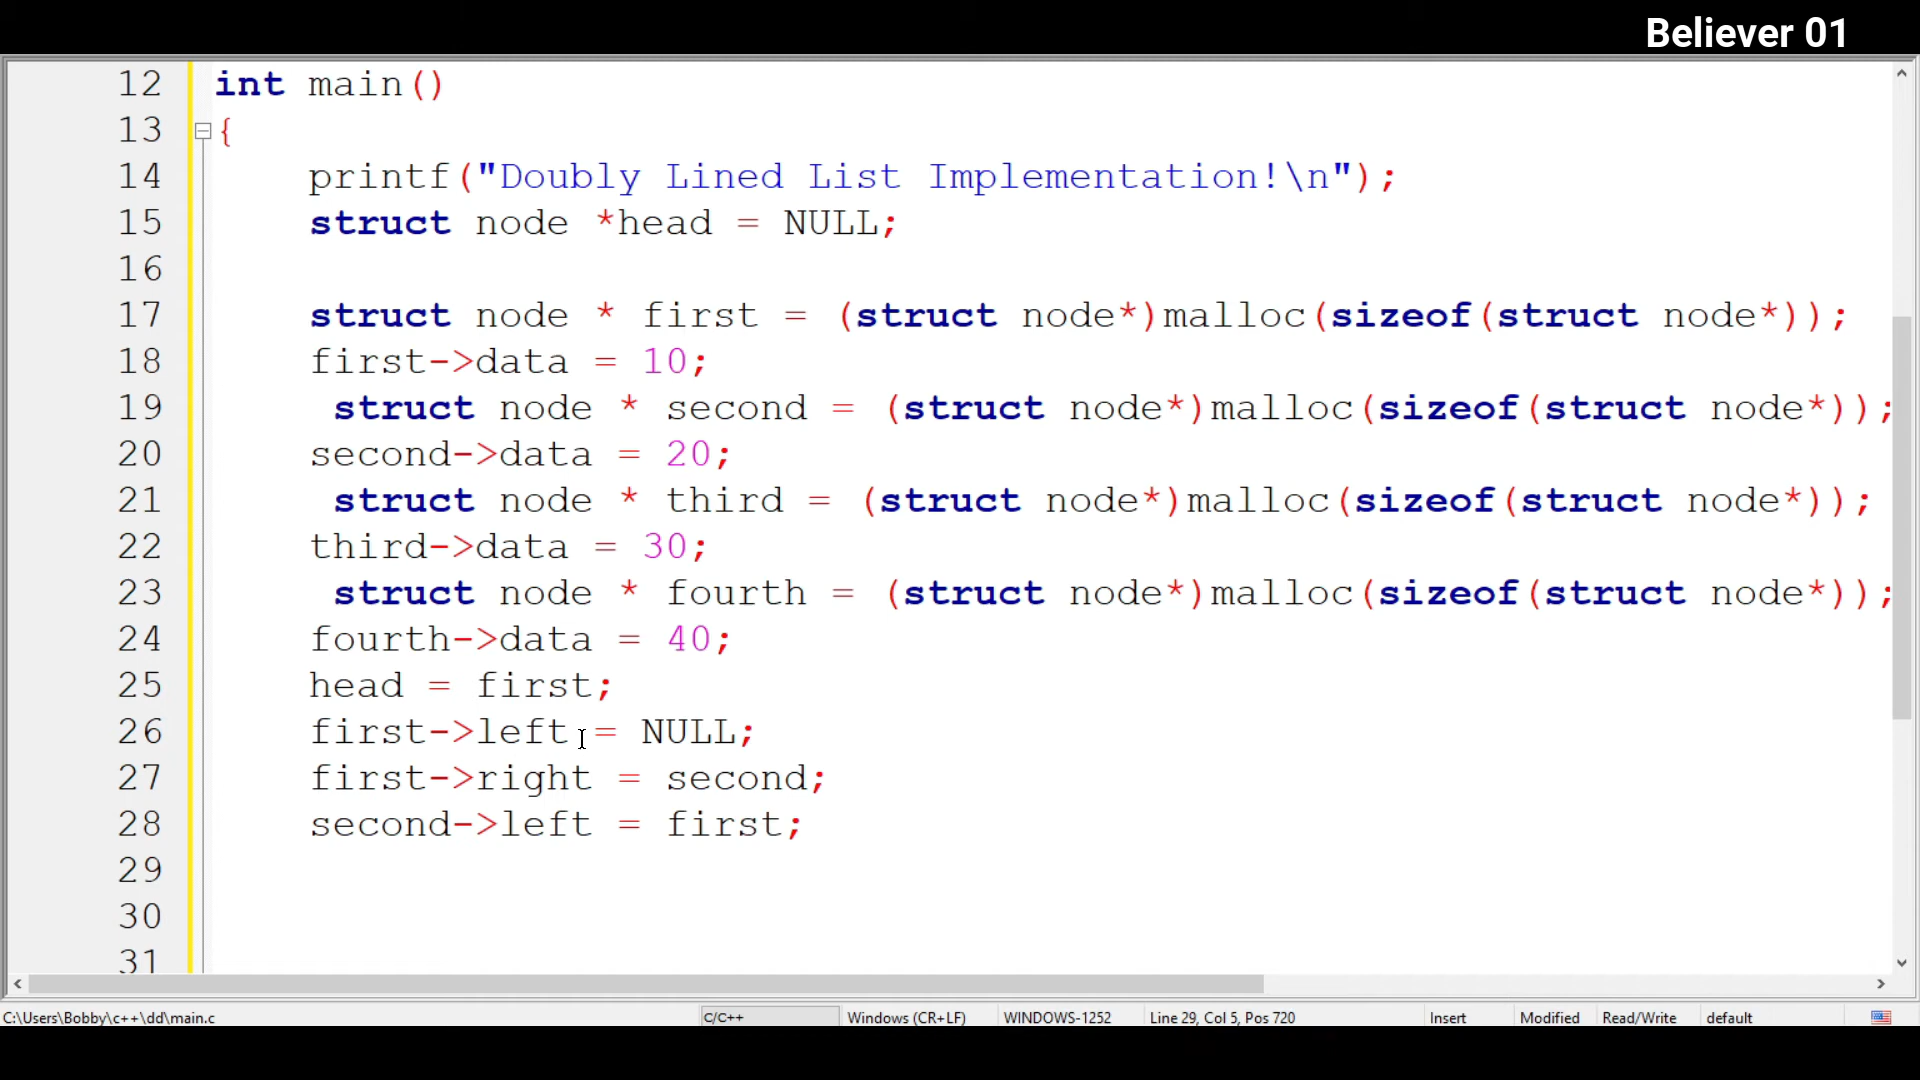 Believer 01
12 int main()
13 {
14 printf("Doubly Lined List Implementation!\n");
15 struct node *head = NULL;
16
17 struct node * first = (struct node*)malloc(sizeof(struct node*));
18 first->data = 10;
19 struct node * second = (struct node*)malloc(sizeof(struct node*));
20 second->data = 20;
21 struct node * third = (struct node*)malloc(sizeof(struct node*));
22 third->data = 30;
23 struct node * fourth = (struct node*)malloc(sizeof(struct node*));
24 fourth->data = 40;
25 head = first;
26 first->left = NULL;
27 first->right = second;
28 second->left = first;
29
30
31
C:\Users\Bobby\c++\dd\main.c C/C++ Windows (CR+LF) WINDOWS-1252 Line 29, Col 5, Pos 720 Insert Modified Read/Write default